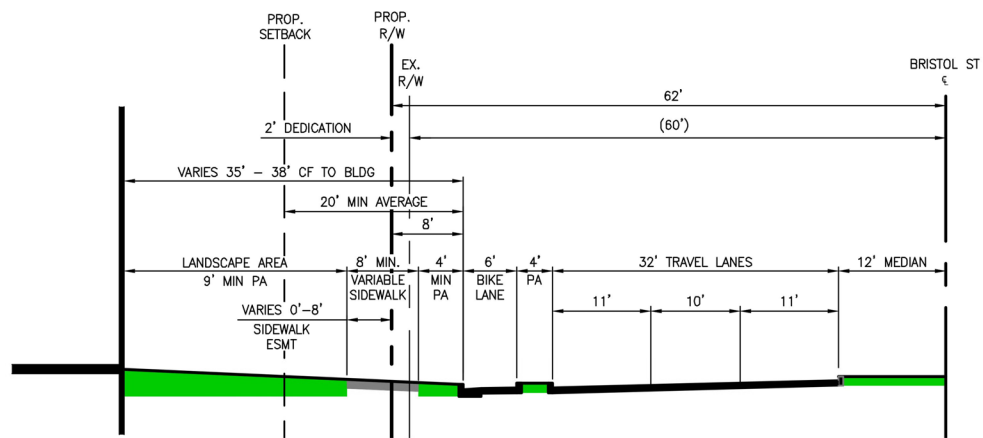 PROP.
SETBACK
PROP.
R/W
EX.
R/W
BRISTOL ST
℄
62'
2' DEDICATION
(60')
VARIES 35' - 38' CF TO BLDG
20' MIN AVERAGE
8'
LANDSCAPE AREA
9' MIN PA
8' MIN.
VARIABLE
SIDEWALK
4'
MIN
PA
6'
BIKE
LANE
4'
PA
32' TRAVEL LANES
12' MEDIAN
11'
10'
11'
VARIES 0'-8'
SIDEWALK
ESMT